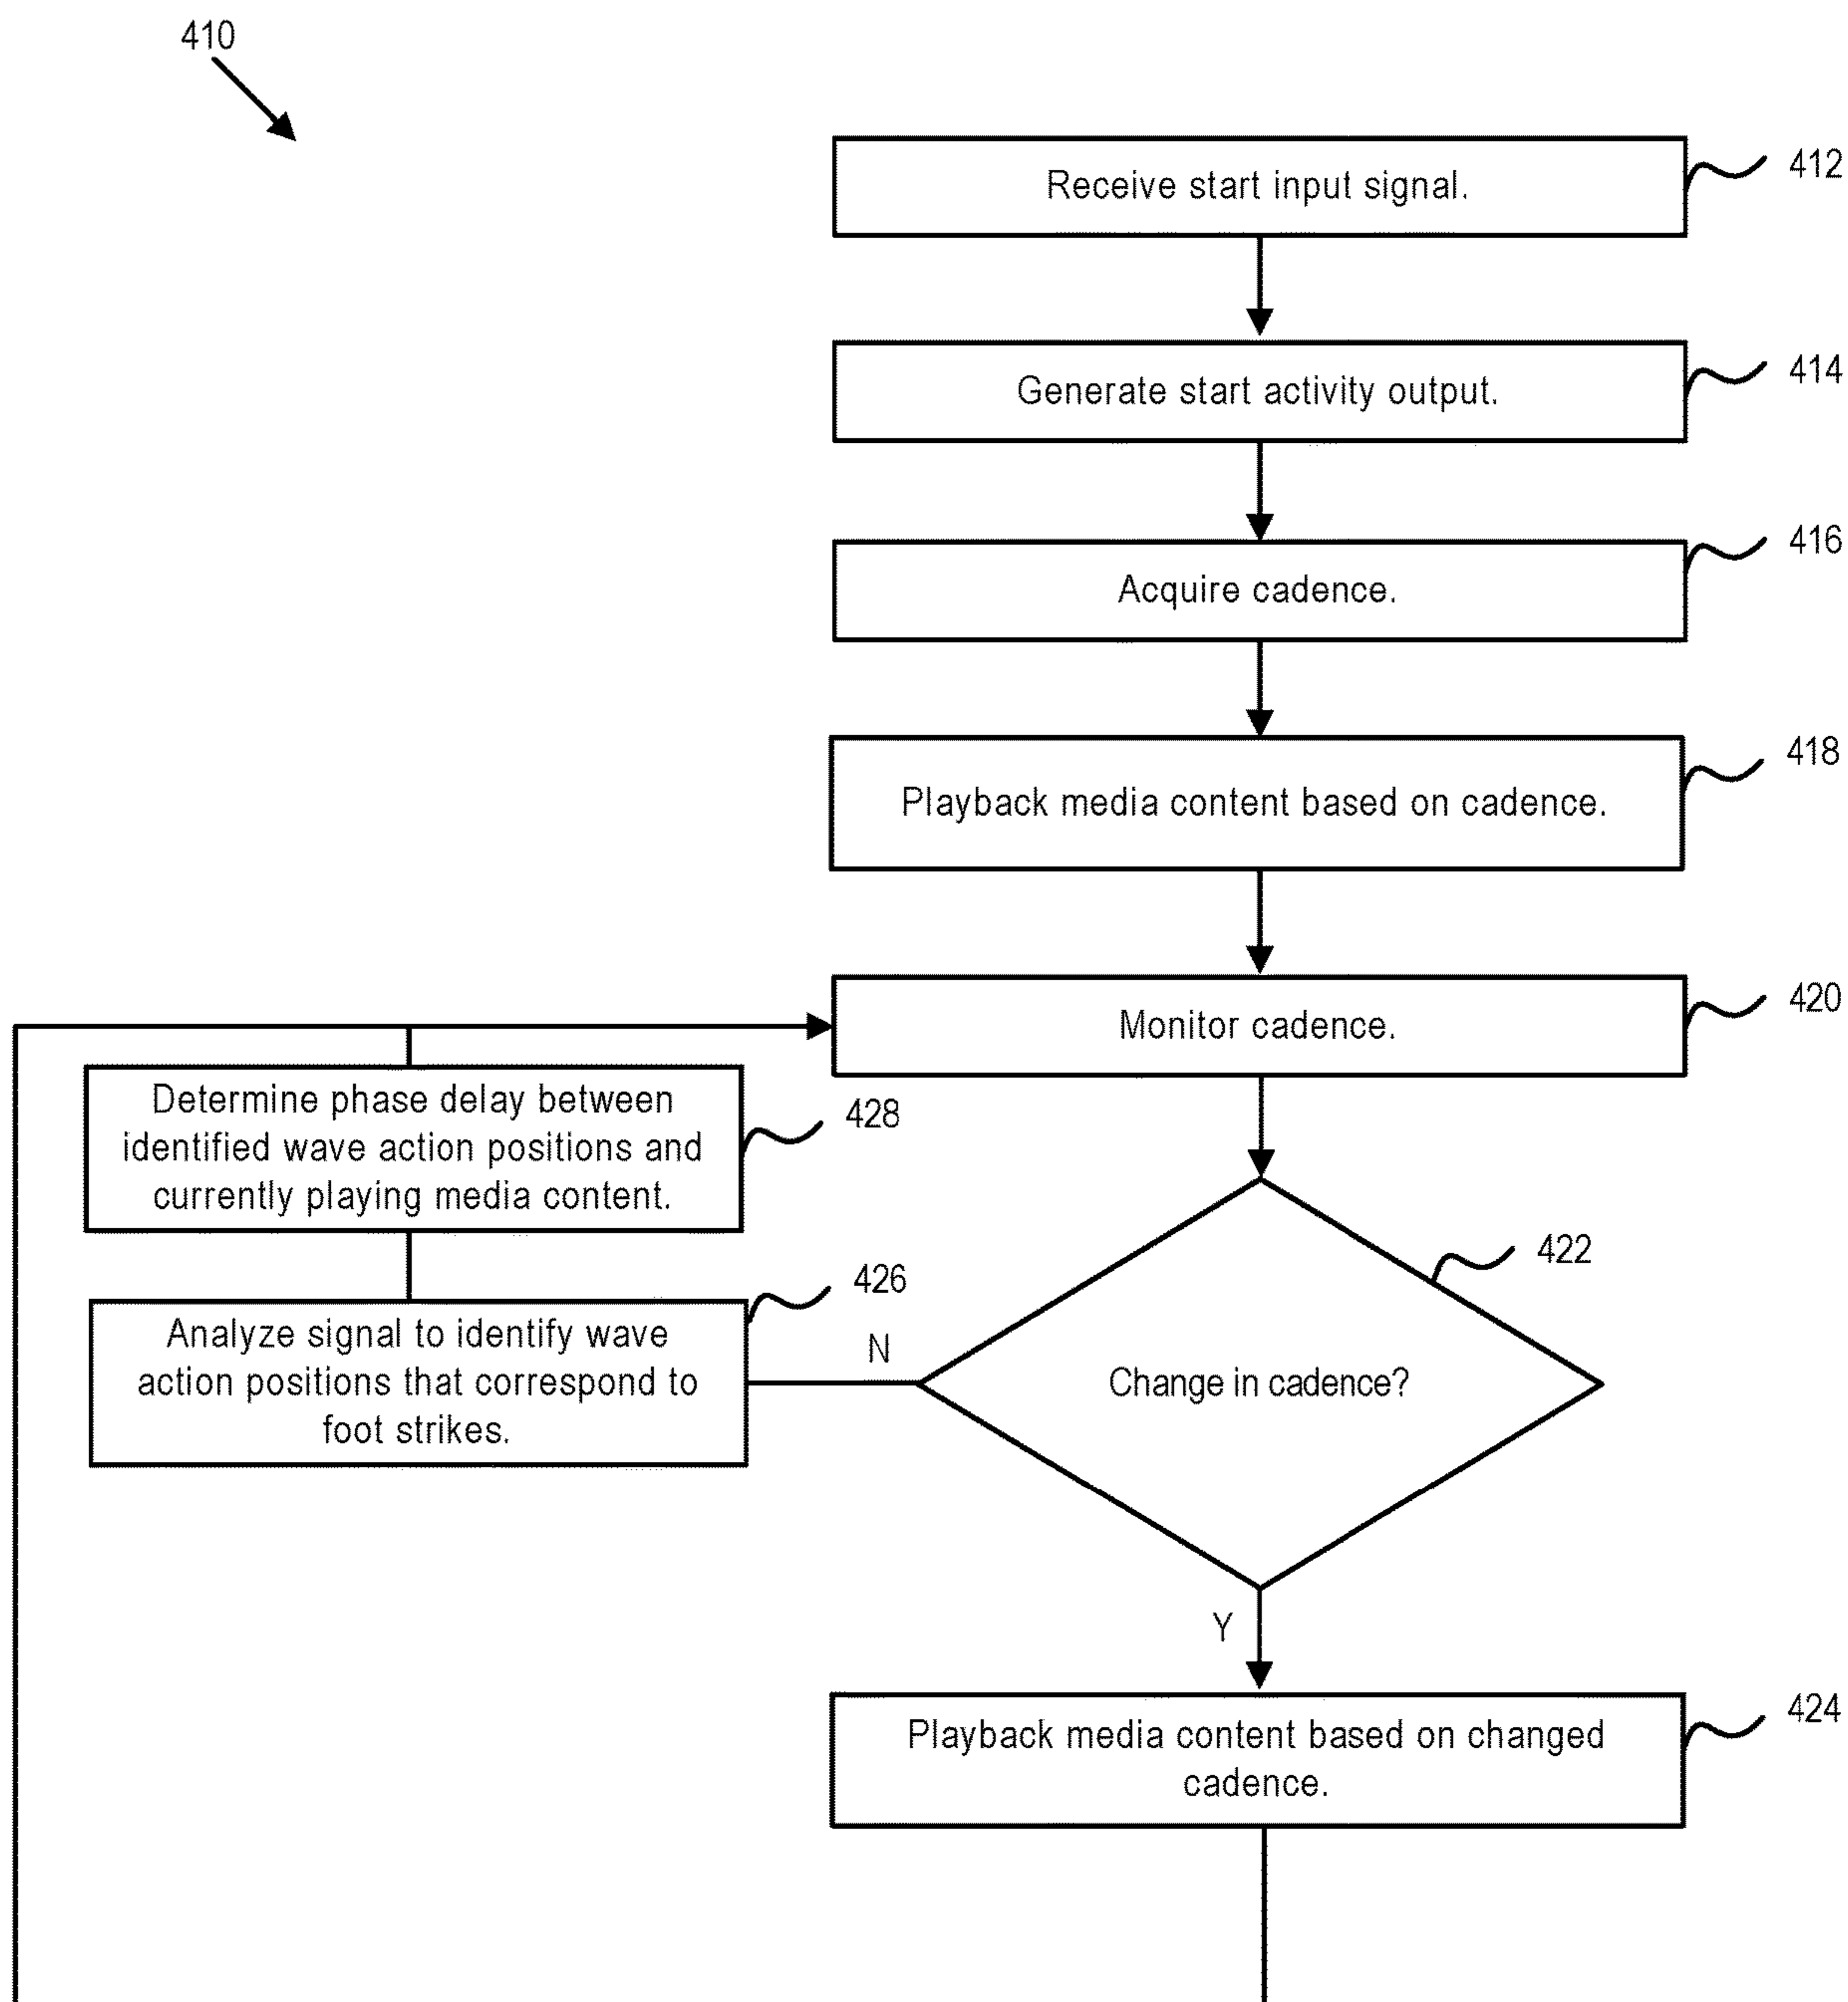 410
Receive start input signal.
412
Generate start activity output.
414
Acquire cadence.
416
Playback media content based on cadence.
418
Monitor cadence.
420
Determine phase delay between
identified wave action positions and
currently playing media content.
428
422
Change in cadence?
N
426
Analyze signal to identify wave
action positions that correspond to
foot strikes.
Y
Playback media content based on changed
cadence.
424